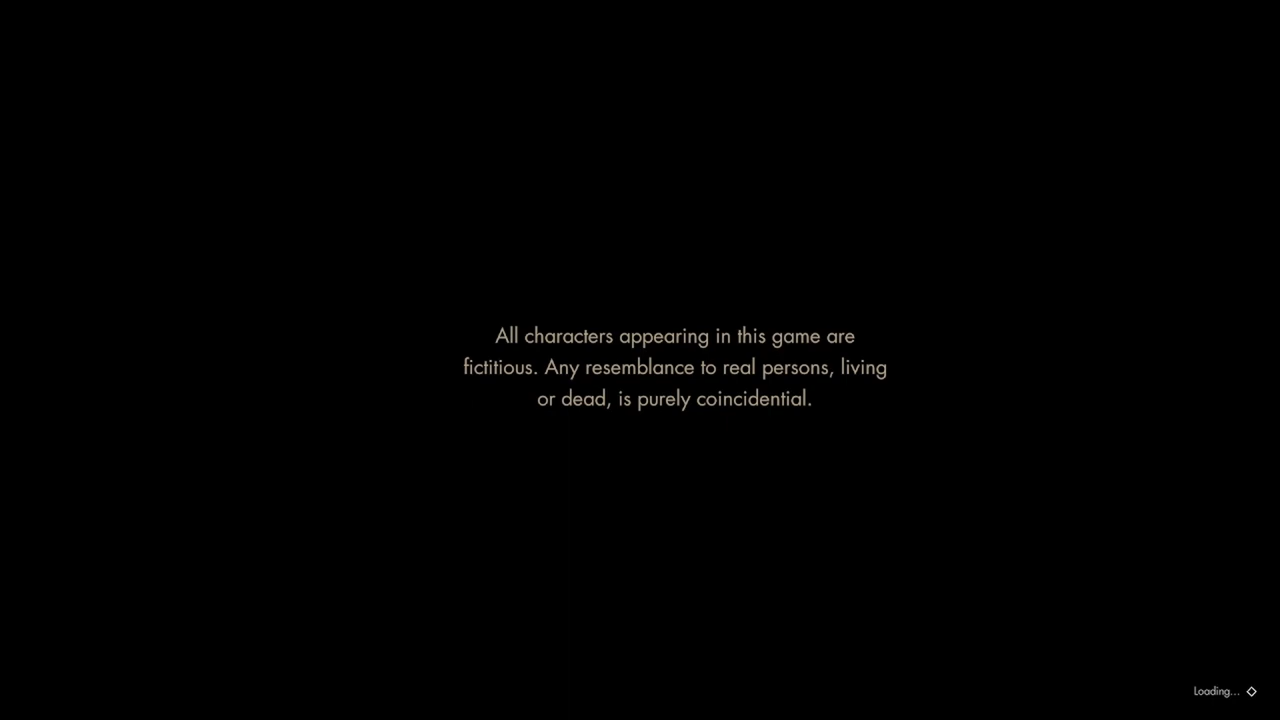 All characters appearing in this game are
fictitious. Any resemblance to real persons, living
or dead, is purely coincidential.
Loading...